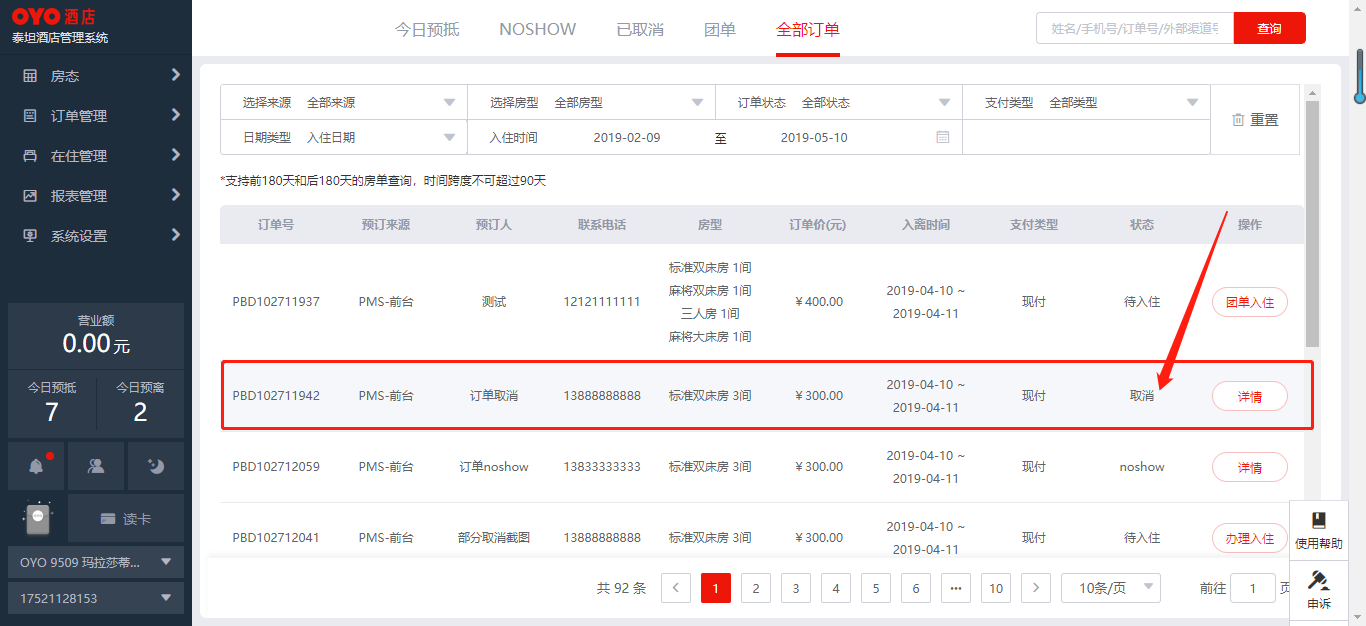 OYO 酒店
泰坦酒店管理系统
房态
订单管理
在住管理
报表管理
系统设置
营业额
0.00元
今日预抵 今日预离
7 2
读卡
OYO 9509 玛拉莎蒂...
17521128153
今日预抵 NOSHOW 已取消 团单 全部订单
姓名/手机号/订单号/外部渠道号 查询
选择来源 全部来源 选择房型 全部房型 订单状态 全部状态 支付类型 全部类型
日期类型 入住日期 入住时间 2019-02-09 至 2019-05-10
重置
*支持前180天和后180天的房单查询，时间跨度不可超过90天
订单号 预订来源 预订人 联系电话 房型 订单价(元) 入离时间 支付类型 状态 操作
PBD102711937 PMS-前台 测试 12121111111 标准双床房 1间 ￥400.00 2019-04-10 ~ 现付 待入住 团单入住
麻将双床房 1间 2019-04-11
三人房 1间
麻将大床房 1间
PBD102711942 PMS-前台 订单取消 13888888888 标准双床房 3间 ￥300.00 2019-04-10 ~ 现付 取消 详情
2019-04-11
PBD102712059 PMS-前台 订单noshow 13833333333 标准双床房 3间 ￥300.00 2019-04-10 ~ 现付 noshow 详情
2019-04-11
PBD102712041 PMS-前台 部分取消截图 13888888888 标准双床房 3间 ￥300.00 2019-04-10 ~ 现付 待入住 办理入住
2019-04-11
使用帮助
申诉
共 92 条 < 1 2 3 4 5 6 ••• 10 > 10条/页 前往 1 页